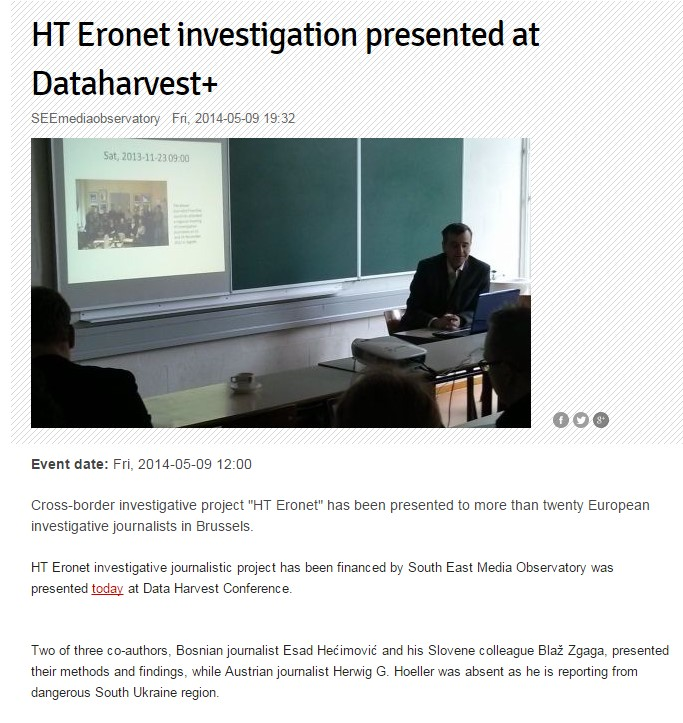 HT Eronet investigation presented at
Dataharvest+
SEEmediaobservatory Fri, 2014-05-09 19:32
Sat, 2013-11-23 09:00
Event date: Fri, 2014-05-09 12:00
Cross-border investigative project "HT Eronet" has been presented to more than twenty European
investigative journalists in Brussels.
HT Eronet investigative journalistic project has been financed by South East Media Observatory was
presented today at Data Harvest Conference.
Two of three co-authors, Bosnian journalist Esad Hećimović and his Slovene colleague Blaž Zgaga, presented
their methods and findings, while Austrian journalist Herwig G. Hoeller was absent as he is reporting from
dangerous South Ukraine region.